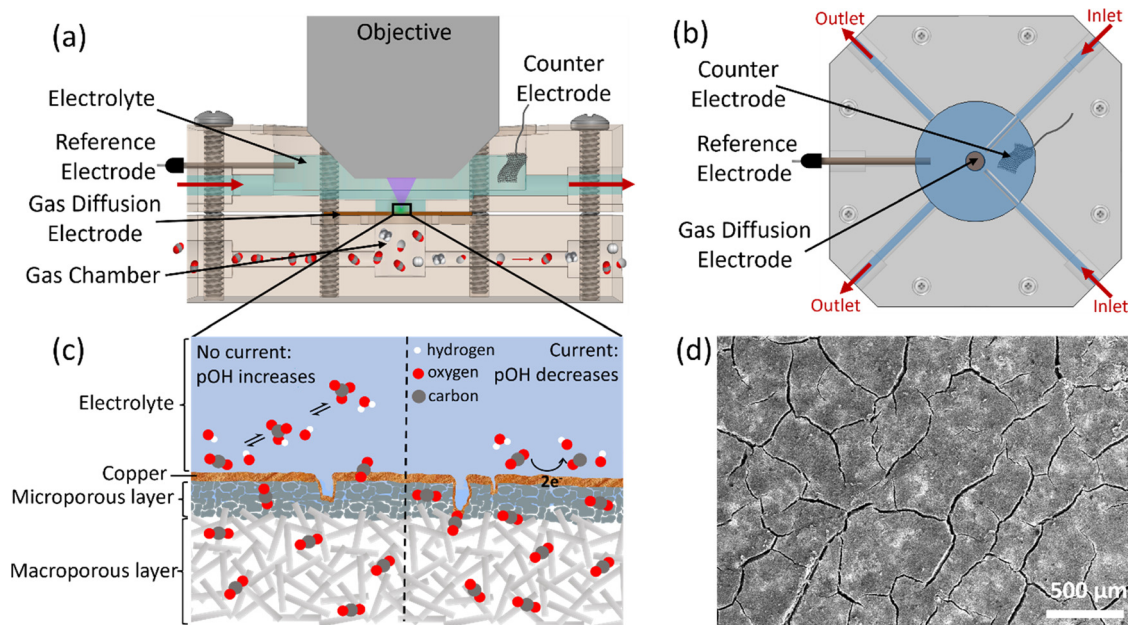 (a)
Objective
Counter
Electrode
Electrolyte
Reference
Electrode
Gas Diffusion
Electrode
Gas Chamber
(b)
Outlet
Inlet
Counter
Electrode
Reference
Electrode
Gas Diffusion
Electrode
Outlet
Inlet
(c)
No current:
pOH increases
hydrogen
oxygen
carbon
Current:
pOH decreases
Electrolyte
2e⁻
Copper
Microporous layer
Macroporous layer
(d)
500 µm